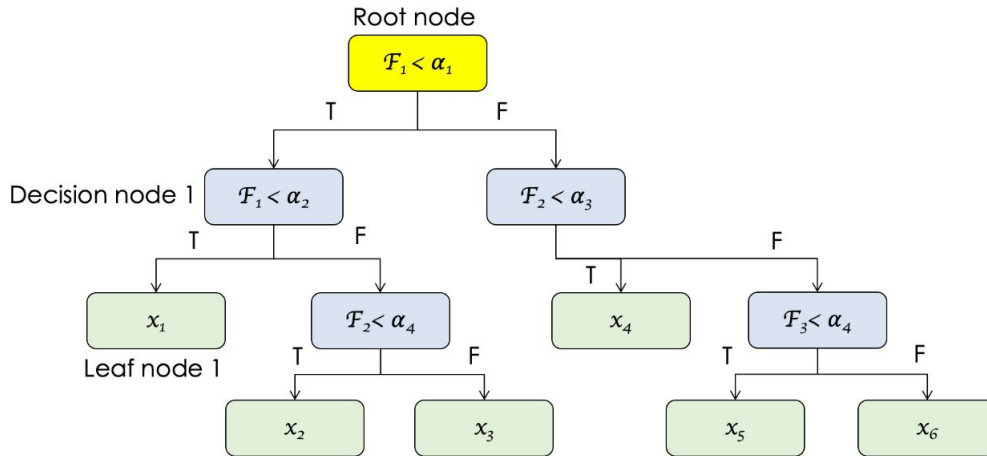 Root node
ℱ₁ < α₁
T
F
Decision node 1
ℱ₁ < α₂
ℱ₂ < α₃
T
F
T
F
x₁
ℱ₂ < α₄
x₄
ℱ₃ < α₄
Leaf node 1
T
F
T
F
x₂
x₃
x₅
x₆